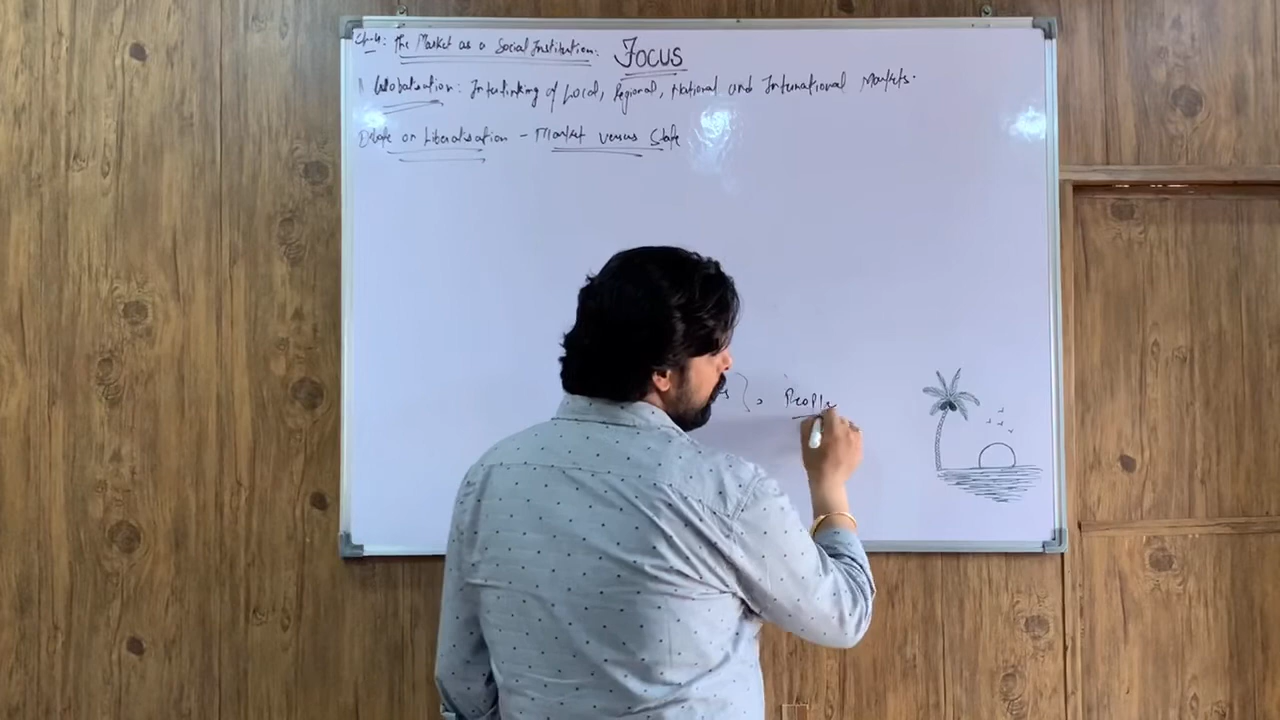 Ch-4: The Market as a Social Institution: FOCUS
Globalisation: Interlinking of Local, Regional, National and International Markets.
Debate on Liberalisation - Market versus State
People